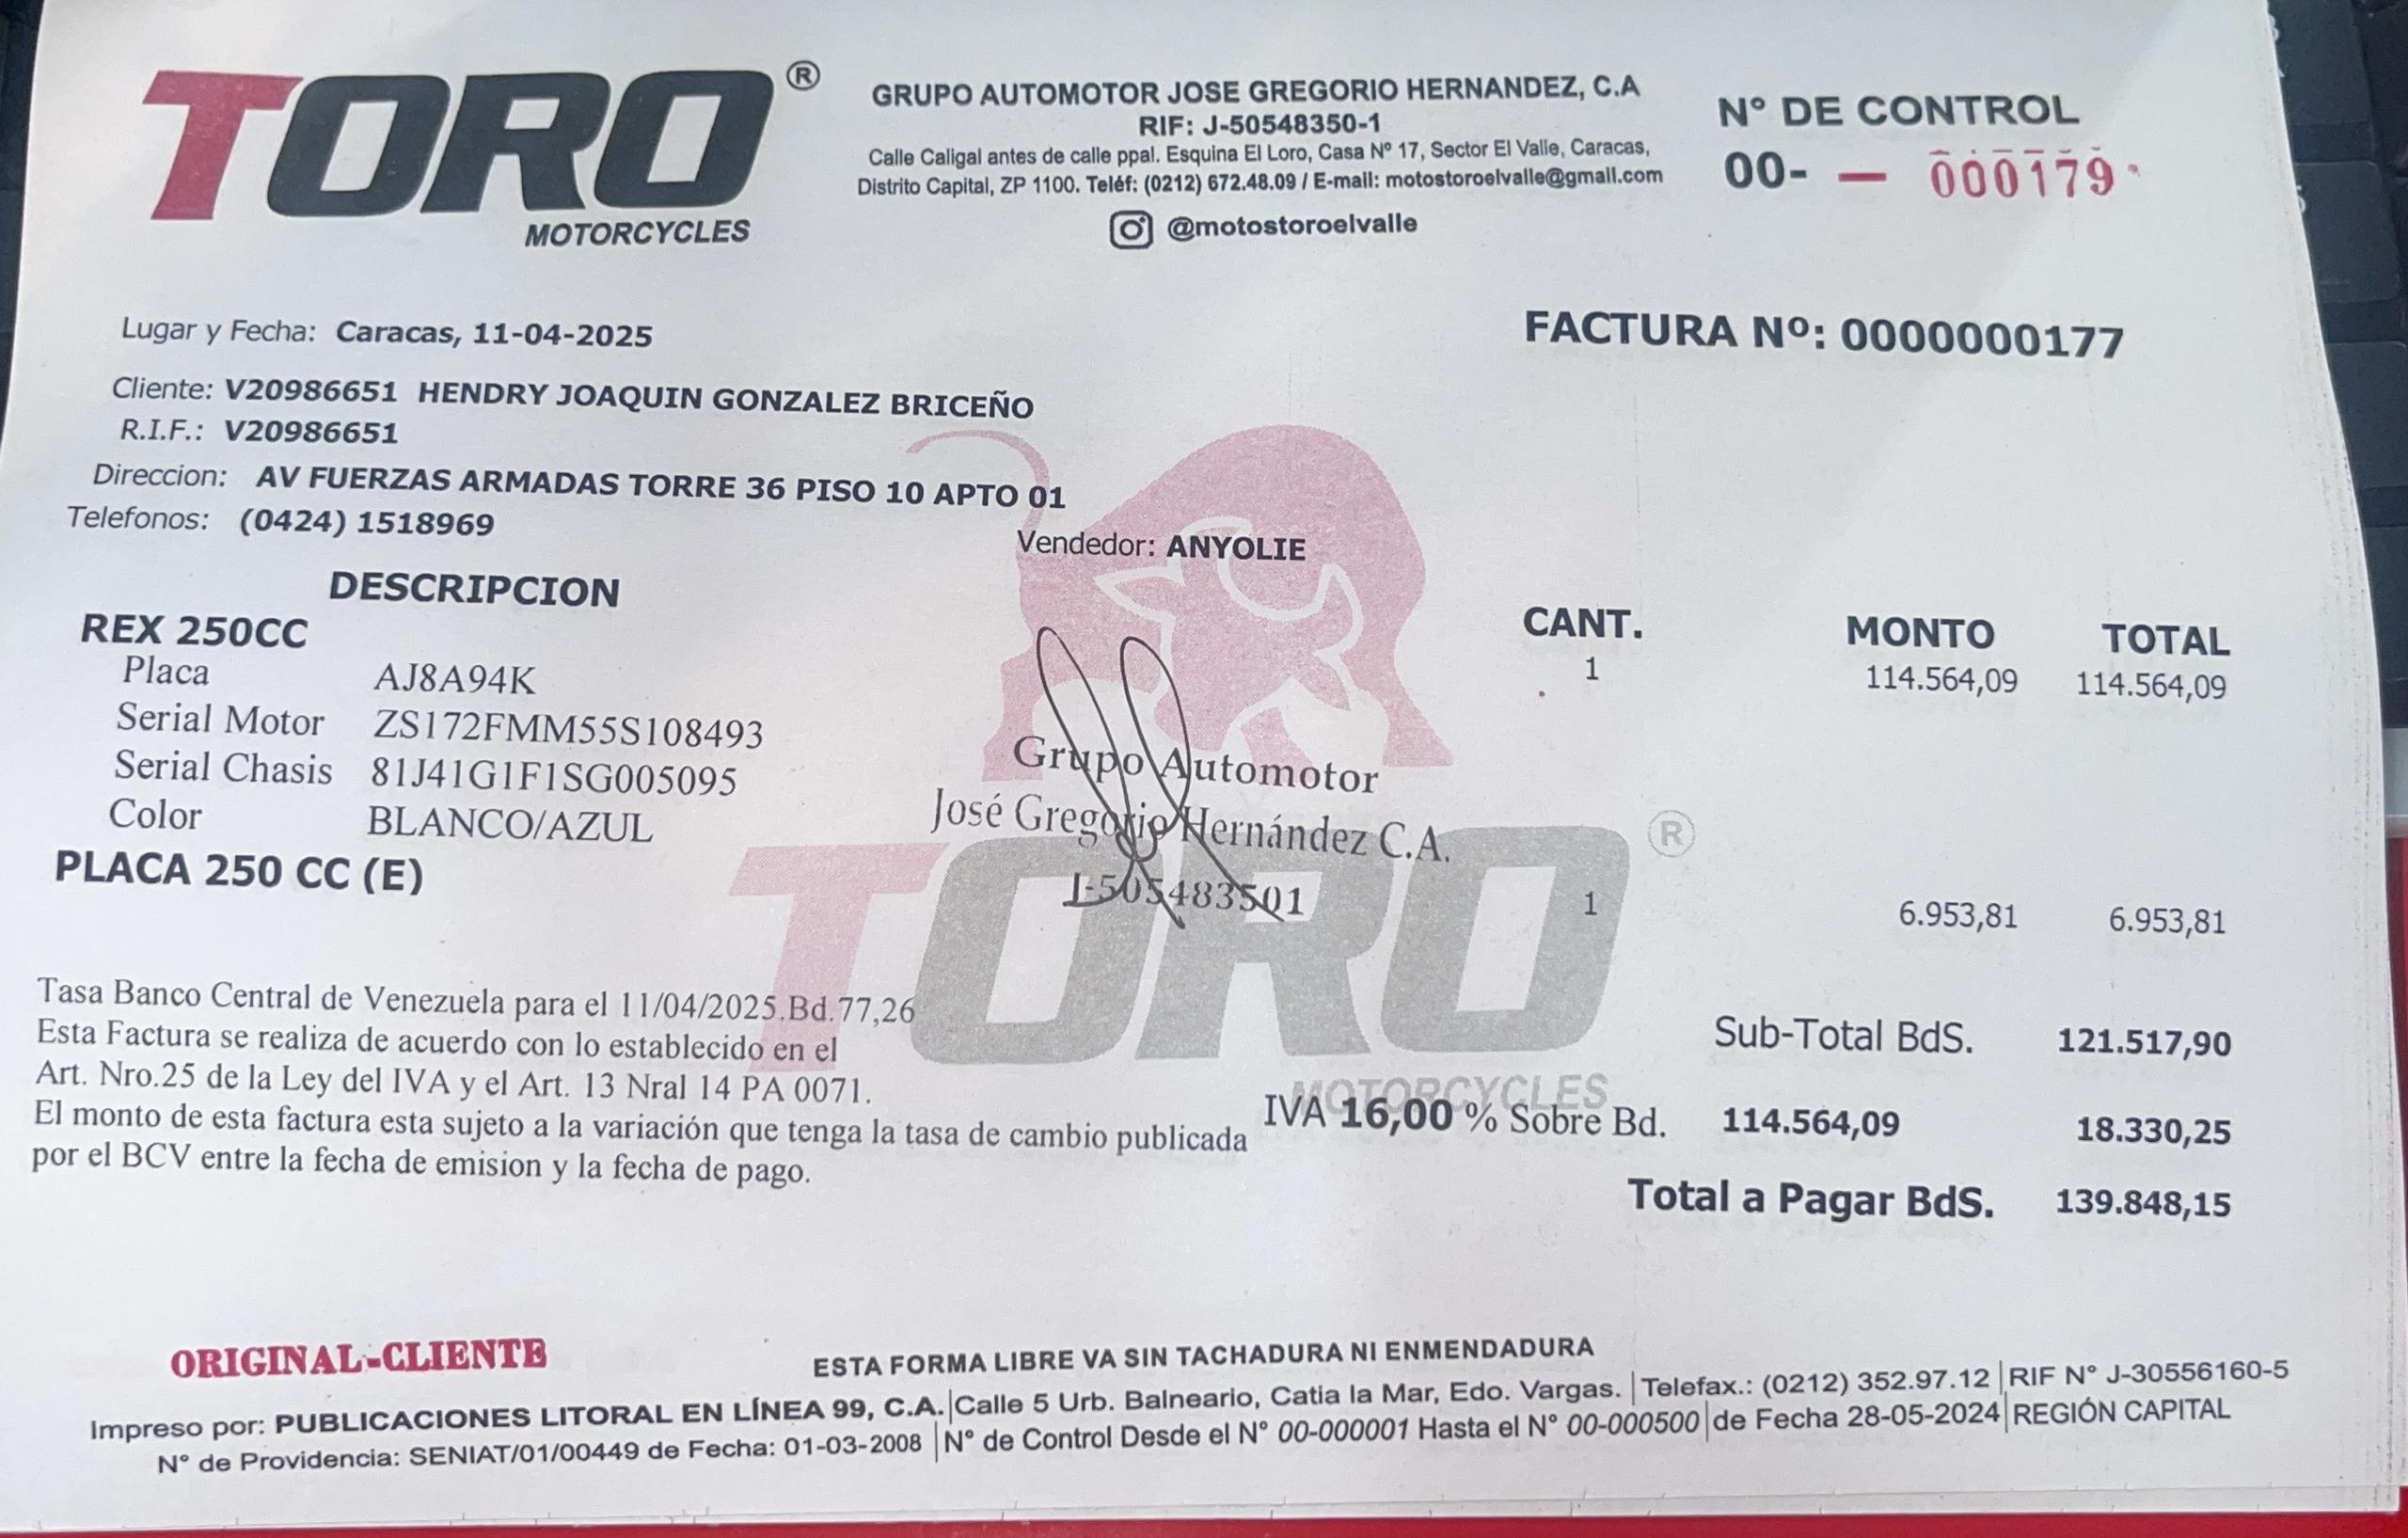 TORO®
MOTORCYCLES
GRUPO AUTOMOTOR JOSE GREGORIO HERNANDEZ, C.A
RIF: J-50548350-1
Calle Caligal antes de calle ppal. Esquina El Loro, Casa Nº 17, Sector El Valle, Caracas,
Distrito Capital, ZP 1100. Teléf: (0212) 672.48.09 / E-mail: motostoroelvalle@gmail.com
@motostoroelvalle
Nº DE CONTROL
00- — 000179
Lugar y Fecha: Caracas, 11-04-2025
FACTURA Nº: 0000000177
Cliente: V20986651 HENDRY JOAQUIN GONZALEZ BRICEÑO
R.I.F.: V20986651
Direccion: AV FUERZAS ARMADAS TORRE 36 PISO 10 APTO 01
Telefonos: (0424) 1518969
Vendedor: ANYOLIE
DESCRIPCION CANT. MONTO TOTAL
REX 250CC 1 114.564,09 114.564,09
Placa AJ8A94K
Serial Motor ZS172FMM55S108493
Serial Chasis 81J41G1F1SG005095
Color BLANCO/AZUL
PLACA 250 CC (E) 1 6.953,81 6.953,81
Grupo Automotor
José Gregorio Hernández C.A.
J-505483501
TORO®
MOTORCYCLES
Tasa Banco Central de Venezuela para el 11/04/2025.Bd.77,26
Esta Factura se realiza de acuerdo con lo establecido en el
Art. Nro.25 de la Ley del IVA y el Art. 13 Nral 14 PA 0071.
El monto de esta factura esta sujeto a la variación que tenga la tasa de cambio publicada
por el BCV entre la fecha de emision y la fecha de pago.
Sub-Total BdS. 121.517,90
IVA 16,00 % Sobre Bd. 114.564,09 18.330,25
Total a Pagar BdS. 139.848,15
ORIGINAL-CLIENTE
ESTA FORMA LIBRE VA SIN TACHADURA NI ENMENDADURA
Impreso por: PUBLICACIONES LITORAL EN LÍNEA 99, C.A.|Calle 5 Urb. Balneario, Catia la Mar, Edo. Vargas.|Telefax.: (0212) 352.97.12|RIF Nº J-30556160-5
Nº de Providencia: SENIAT/01/00449 de Fecha: 01-03-2008|Nº de Control Desde el Nº 00-000001 Hasta el Nº 00-000500|de Fecha 28-05-2024|REGIÓN CAPITAL